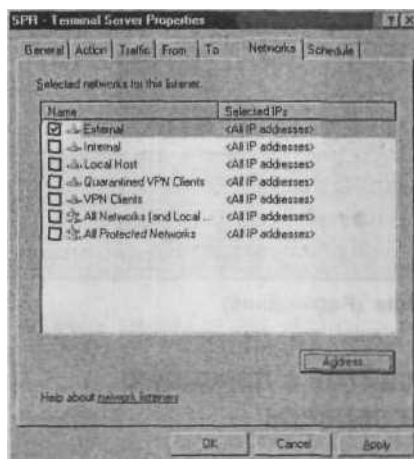 SPR - Terminal Server Properties
General Action Traffic From To Networks Schedule
Selected networks for this listener:
Name Selected IPs
External <All IP addresses>
Internal <All IP addresses>
Local Host <All IP addresses>
Quarantined VPN Clients <All IP addresses>
VPN Clients <All IP addresses>
All Networks (and Local ... <All IP addresses>
All Protected Networks <All IP addresses>
Address...
Help about network listeners
OK Cancel Apply